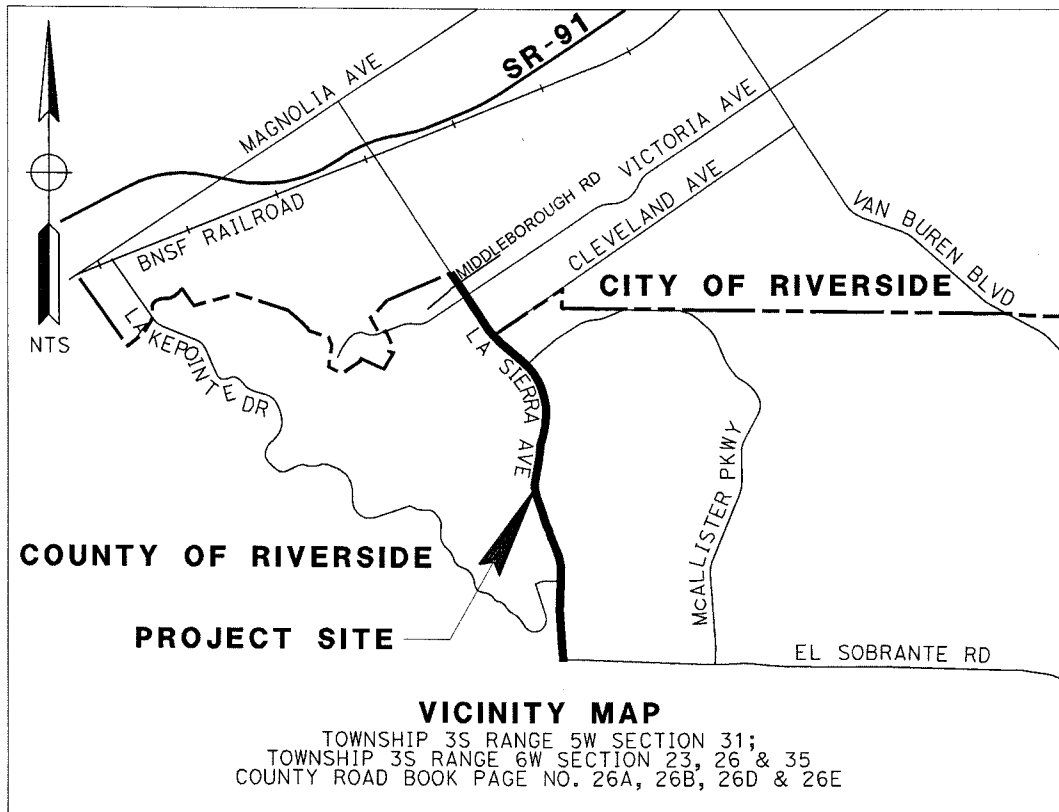 SR-91
MAGNOLIA AVE
BNSF RAILROAD
MIDDLEBOROUGH RD
VICTORIA AVE
CLEVELAND AVE
VAN BUREN BLVD
CITY OF RIVERSIDE
NTS
LAKEPOINTE DR
LA SIERRA AVE
McALLISTER PKWY
COUNTY OF RIVERSIDE
PROJECT SITE
EL SOBRANTE RD
VICINITY MAP
TOWNSHIP 3S RANGE 5W SECTION 31;
TOWNSHIP 3S RANGE 6W SECTION 23, 26 & 35
COUNTY ROAD BOOK PAGE NO. 26A, 26B, 26D & 26E